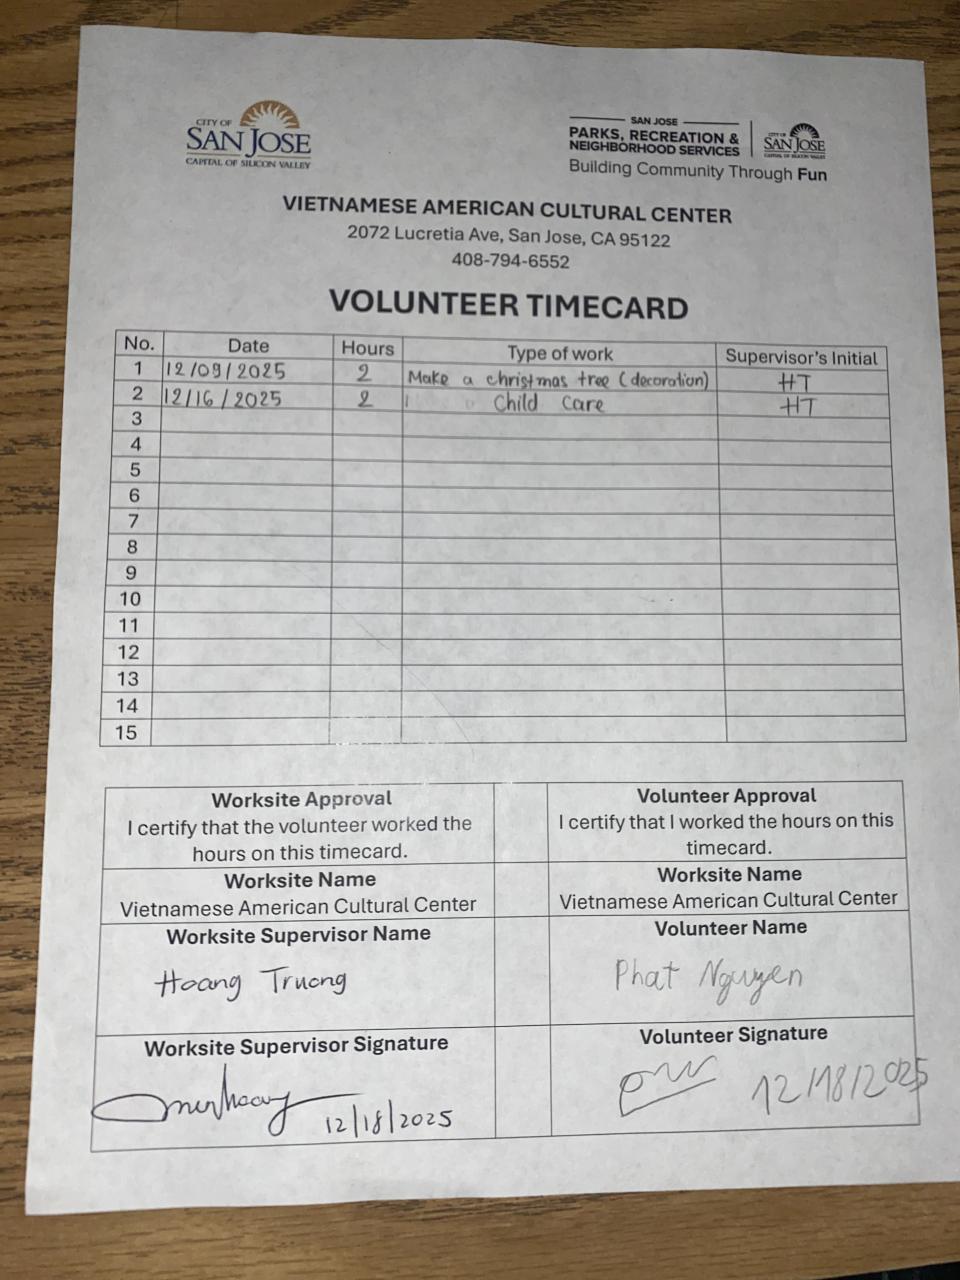 CITY OF
SAN JOSE
CAPITAL OF SILICON VALLEY
SAN JOSE
PARKS, RECREATION &
NEIGHBORHOOD SERVICES
Building Community Through Fun
CITY OF
SAN JOSE
CAPITAL OF SILICON VALLEY
VIETNAMESE AMERICAN CULTURAL CENTER
2072 Lucretia Ave, San Jose, CA 95122
408-794-6552
VOLUNTEER TIMECARD
No. Date Hours Type of work Supervisor's Initial
1 12/09/2025 2 Make a christmas tree (decoration) HT
2 12/16/2025 2 Child Care HT
3
4
5
6
7
8
9
10
11
12
13
14
15
Worksite Approval
I certify that the volunteer worked the
hours on this timecard.
Volunteer Approval
I certify that I worked the hours on this
timecard.
Worksite Name
Vietnamese American Cultural Center
Worksite Name
Vietnamese American Cultural Center
Worksite Supervisor Name
Hoang Truong
Volunteer Name
Phat Nguyen
Worksite Supervisor Signature
12/18/2025
Volunteer Signature
12/18/2025